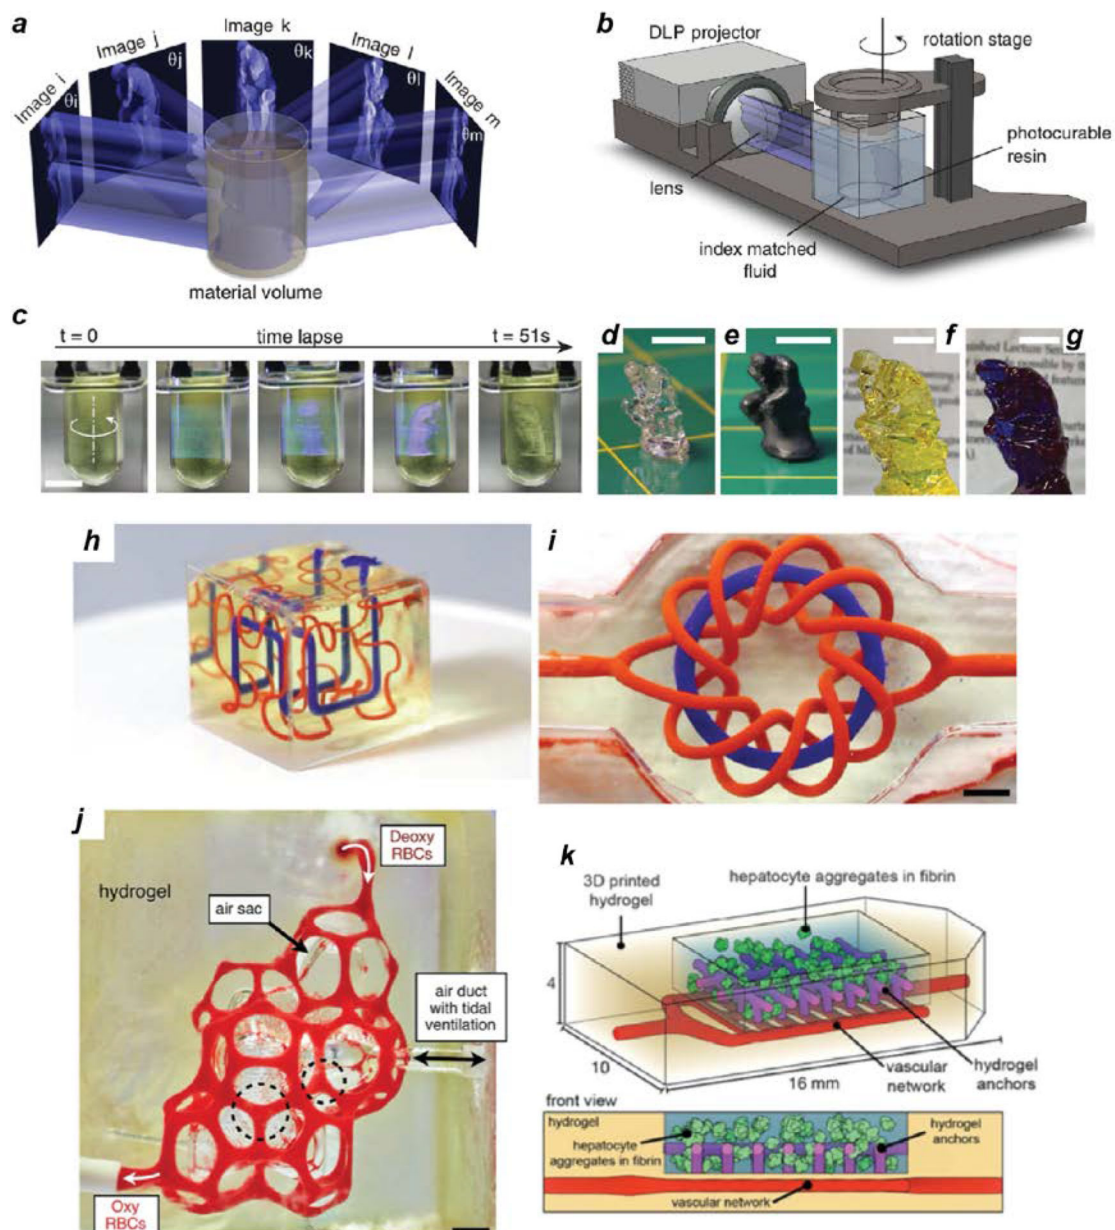 a
Image i
Image j
Image k
Image l
Image m
θi
θj
θk
θl
θm
material volume
b
DLP projector
rotation stage
photocurable
resin
lens
index matched
fluid
c
t = 0
time lapse
t = 51s
d
e
f
g
h
i
j
Deoxy
RBCs
hydrogel
air sac
air duct
with tidal
ventilation
Oxy
RBCs
k
3D printed
hydrogel
hepatocyte aggregates in fibrin
4
10
16 mm
vascular
network
hydrogel
anchors
front view
hydrogel
hepatocyte
aggregates in fibrin
hydrogel
anchors
vascular
network